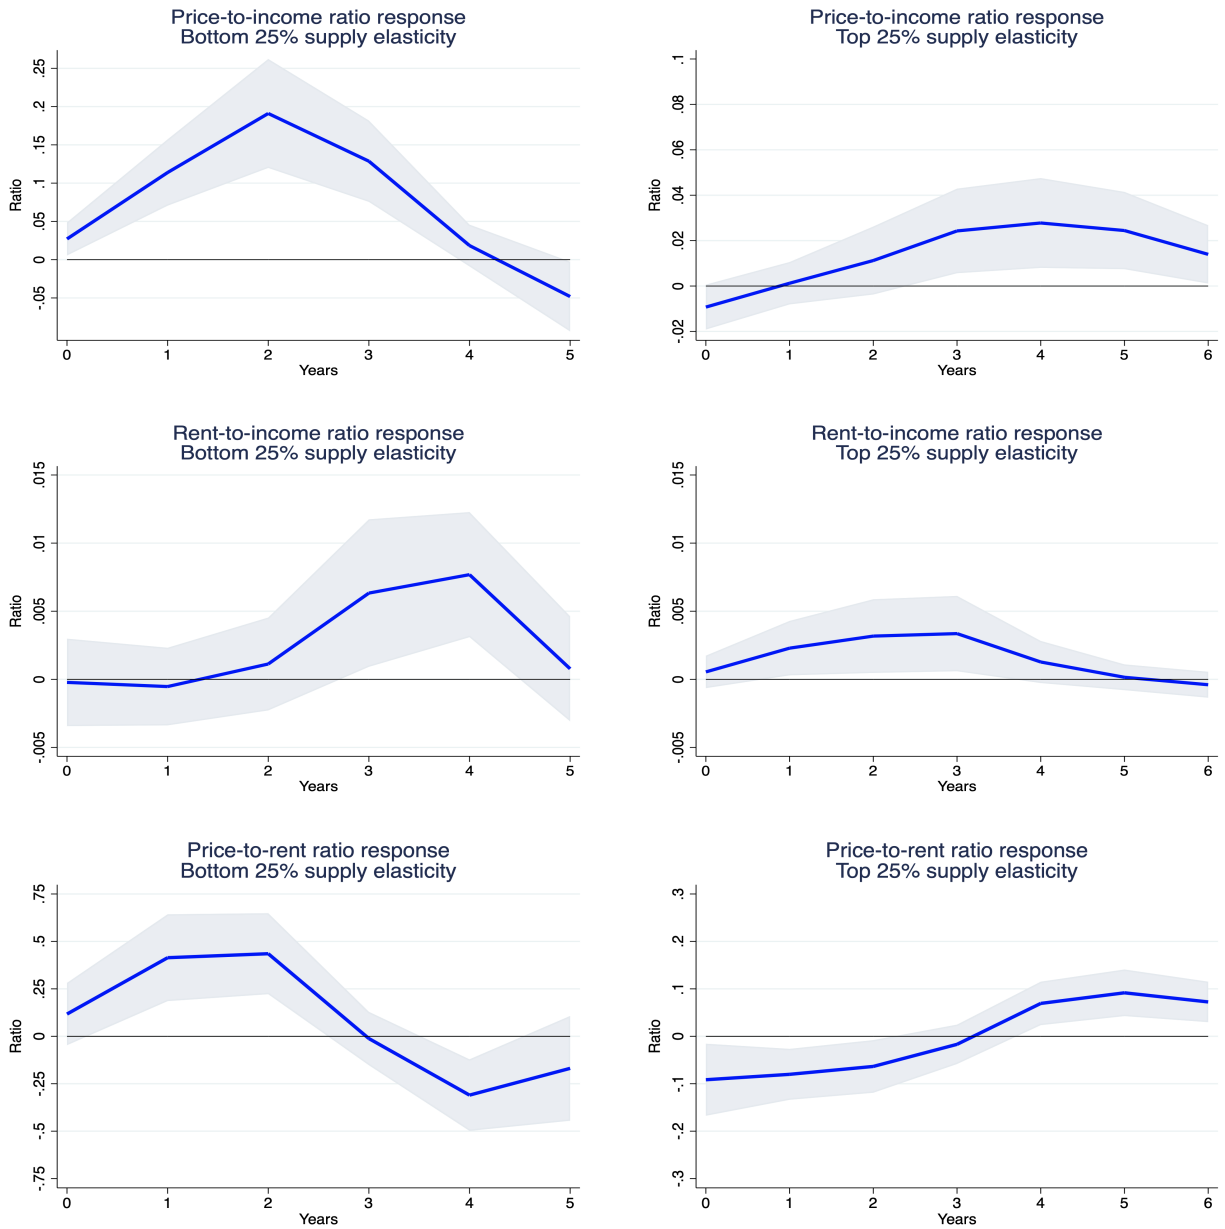 Price-to-income ratio response
Bottom 25% supply elasticity
Ratio
.25
.2
.15
.1
.05
0
-.05
0 1 2 3 4 5
Years
Price-to-income ratio response
Top 25% supply elasticity
Ratio
.1
.08
.06
.04
.02
0
-.02
0 1 2 3 4 5 6
Years
Rent-to-income ratio response
Bottom 25% supply elasticity
Ratio
.015
.01
.005
0
-.005
0 1 2 3 4 5
Years
Rent-to-income ratio response
Top 25% supply elasticity
Ratio
.015
.01
.005
0
-.005
0 1 2 3 4 5 6
Years
Price-to-rent ratio response
Bottom 25% supply elasticity
Ratio
.75
.5
.25
0
-.25
-.5
-.75
0 1 2 3 4 5
Years
Price-to-rent ratio response
Top 25% supply elasticity
Ratio
.3
.2
.1
0
-.1
-.2
-.3
0 1 2 3 4 5 6
Years